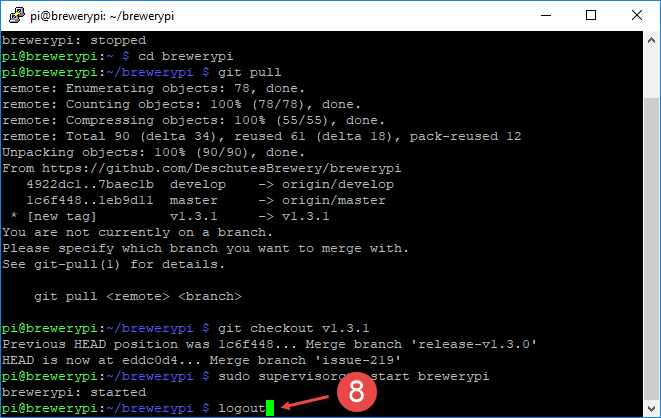 pi@brewerypi: ~/brewerypi
brewerypi: stopped
pi@brewerypi:~ $ cd brewerypi
pi@brewerypi:~/brewerypi $ git pull
remote: Enumerating objects: 78, done.
remote: Counting objects: 100% (78/78), done.
remote: Compressing objects: 100% (55/55), done.
remote: Total 90 (delta 34), reused 61 (delta 18), pack-reused 12
Unpacking objects: 100% (90/90), done.
From https://github.com/DeschutesBrewery/brewerypi
4922dc1..7baec1b develop -> origin/develop
1c6f448..1eb9d11 master -> origin/master
* [new tag] v1.3.1 -> v1.3.1
You are not currently on a branch.
Please specify which branch you want to merge with.
See git-pull(1) for details.
git pull <remote> <branch>
pi@brewerypi:~/brewerypi $ git checkout v1.3.1
Previous HEAD position was 1c6f448... Merge branch 'release-v1.3.0'
HEAD is now at eddc0d4... Merge branch 'issue-219'
pi@brewerypi:~/brewerypi $ sudo supervisorc start brewerypi
brewerypi: started
pi@brewerypi:~/brewerypi $ logout
8